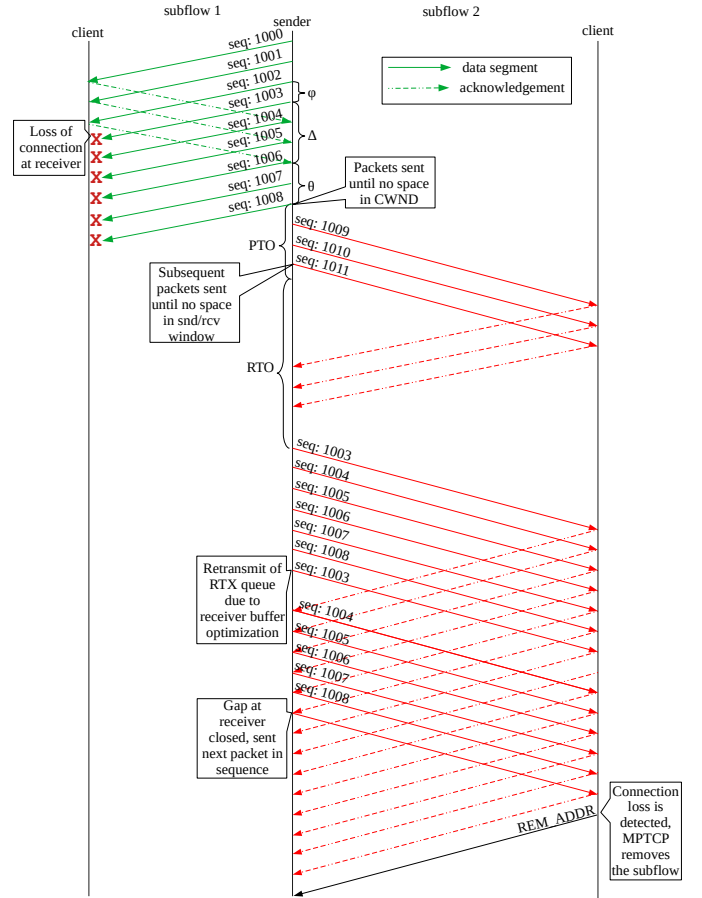 subflow 1
sender
subflow 2
client
client
seq: 1000
seq: 1001
seq: 1002
seq: 1003
seq: 1004
seq: 1005
seq: 1006
seq: 1007
seq: 1008
φ
Δ
θ
data segment
acknowledgement
Loss of
connection
at receiver
X
X
X
X
X
X
Packets sent
until no space
in CWND
PTO
seq: 1009
seq: 1010
seq: 1011
Subsequent
packets sent
until no space
in snd/rcv
window
RTO
seq: 1003
seq: 1004
seq: 1005
seq: 1006
seq: 1007
seq: 1008
seq: 1003
Retransmit of
RTX queue
due to
receiver buffer
optimization
seq: 1004
seq: 1005
seq: 1006
seq: 1007
seq: 1008
Gap at
receiver
closed, sent
next packet in
sequence
REM_ADDR
Connection
loss is
detected,
MPTCP
removes
the subflow